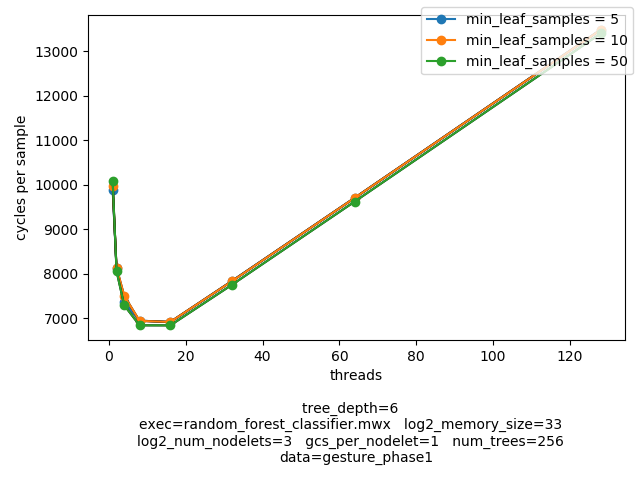 min_leaf_samples = 5
min_leaf_samples = 10
min_leaf_samples = 50
13000
12000
11000
10000
9000
8000
7000
cycles per sample
0 20 40 60 80 100 120
threads
tree_depth=6
exec=random_forest_classifier.mwx log2_memory_size=33
log2_num_nodelets=3 gcs_per_nodelet=1 num_trees=256
data=gesture_phase1